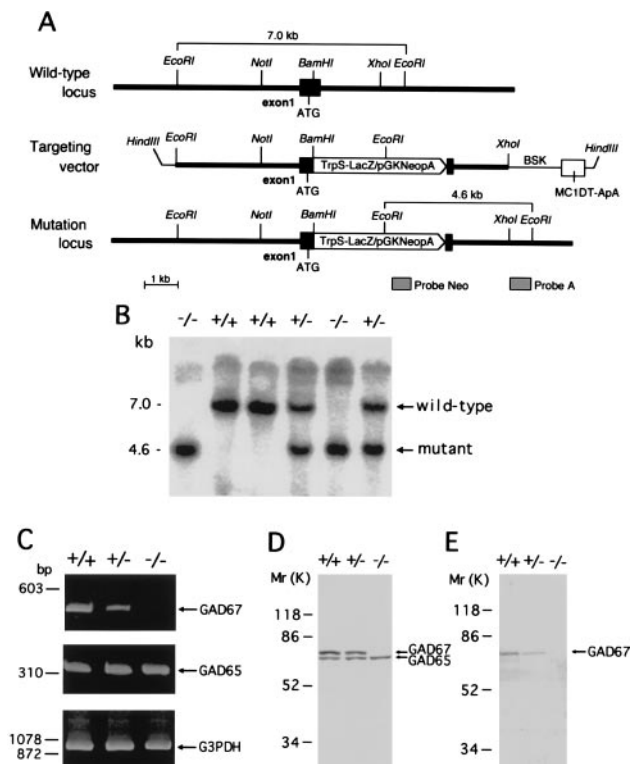 A
7.0 kb
EcoRI NotI BamHI XhoI EcoRI
Wild-type locus
exon1
ATG
HindIII EcoRI NotI BamHI EcoRI XhoI HindIII
Targeting vector
TrpS-LacZ/pGKNeopA
BSK
exon1
ATG
MC1DT-ApA
4.6 kb
EcoRI NotI BamHI EcoRI XhoI EcoRI
Mutation locus
TrpS-LacZ/pGKNeopA
exon1
ATG
1 kb
Probe Neo Probe A
B
-/- +/+ +/+ +/- -/- +/-
kb
7.0 - wild-type
4.6 - mutant
C
+/+ +/- -/-
bp
603
GAD67
310 GAD65
1078
872
G3PDH
D
+/+ +/- -/-
Mr (K)
118
86
GAD67
GAD65
52
34
E
+/+ +/- -/-
Mr (K)
118
86
GAD67
52
34